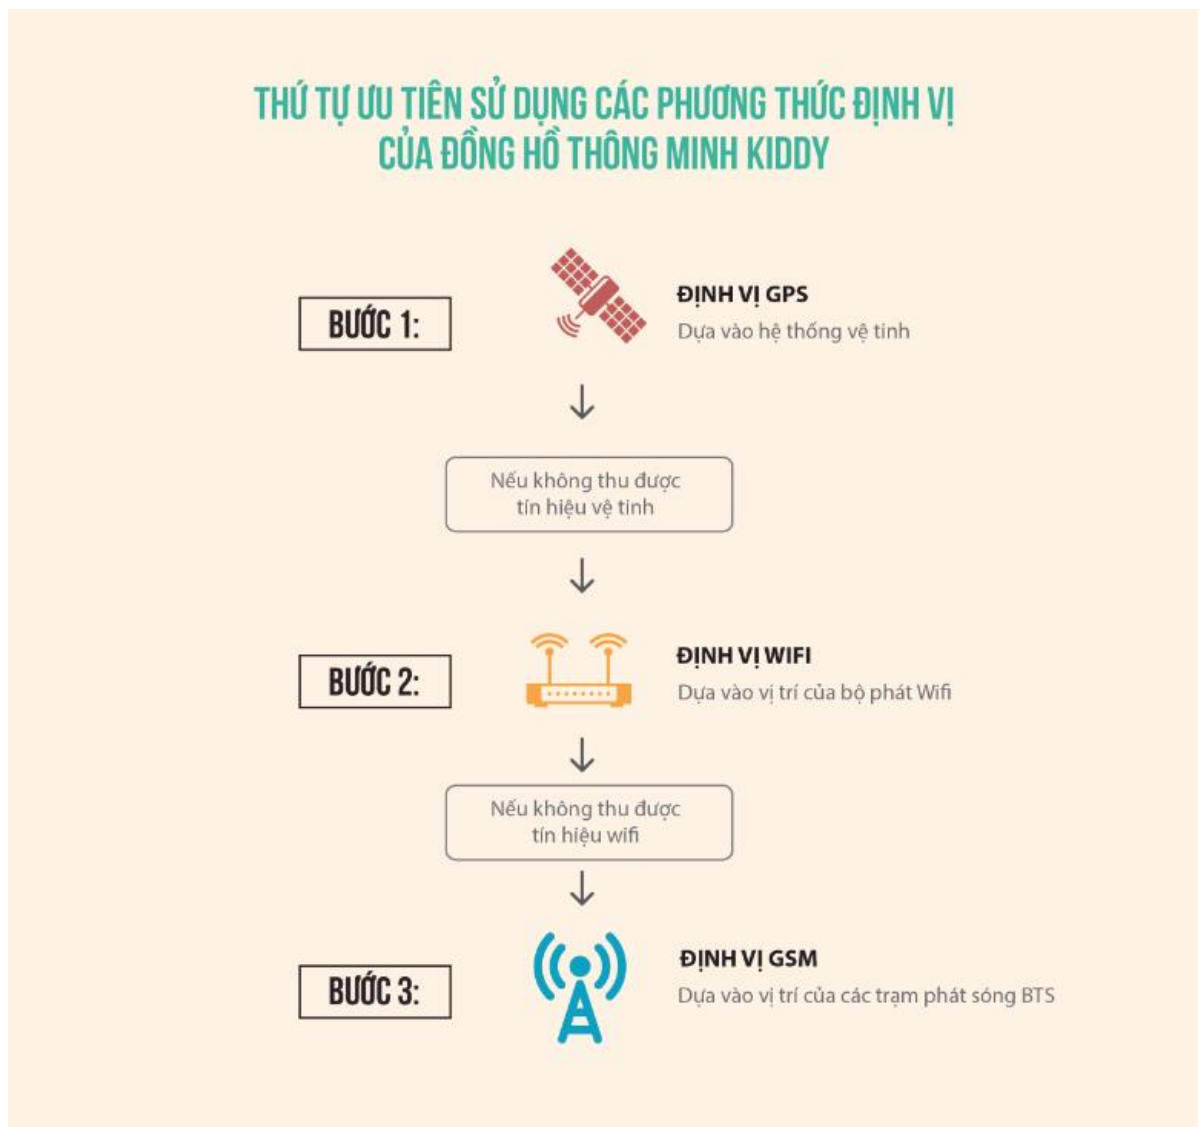 THỨ TỰ ƯU TIÊN SỬ DỤNG CÁC PHƯƠNG THỨC ĐỊNH VỊ
CỦA ĐỒNG HỒ THÔNG MINH KIDDY
BƯỚC 1:
ĐỊNH VỊ GPS
Dựa vào hệ thống vệ tinh
Nếu không thu được
tín hiệu vệ tinh
BƯỚC 2:
ĐỊNH VỊ WIFI
Dựa vào vị trí của bộ phát Wifi
Nếu không thu được
tín hiệu wifi
BƯỚC 3:
ĐỊNH VỊ GSM
Dựa vào vị trí của các trạm phát sóng BTS